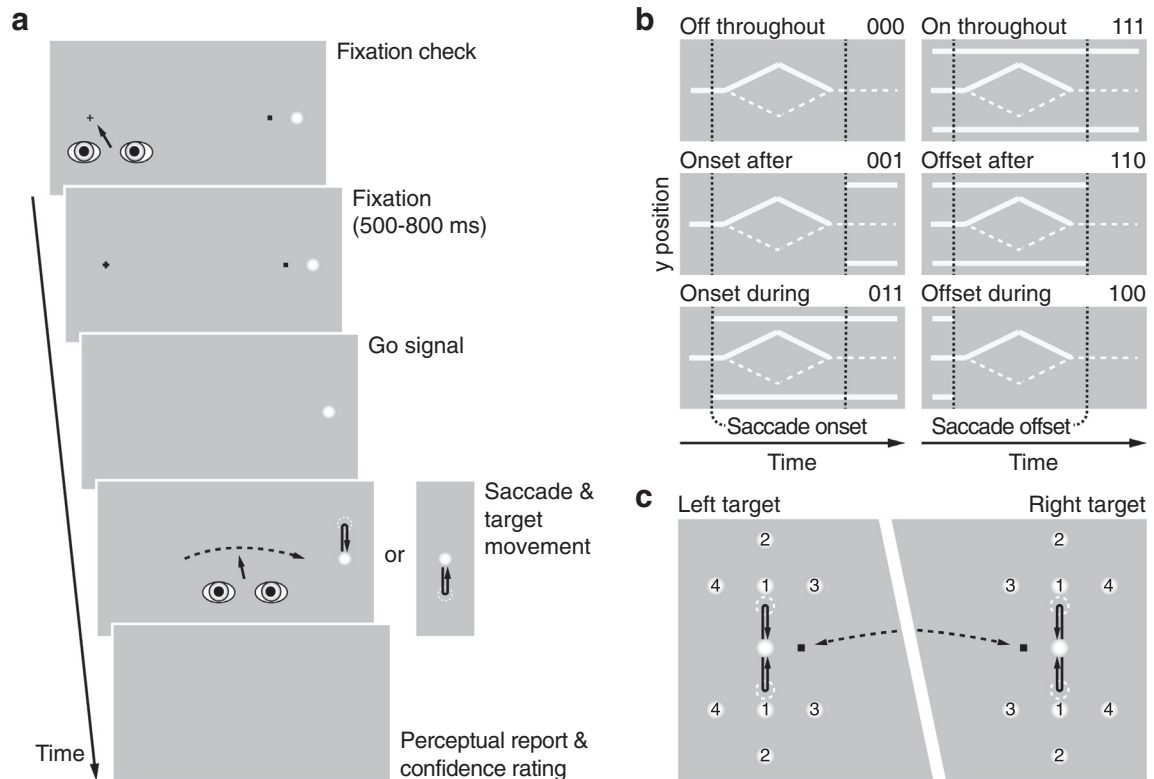 a
Fixation check
Fixation
(500-800 ms)
Go signal
Saccade &
target
movement
or
Time
Perceptual report &
confidence rating
b
Off throughout 000
On throughout 111
Onset after 001
Offset after 110
Onset during 011
Offset during 100
y position
Saccade onset
Saccade offset
Time
Time
c
Left target
Right target
2
2
4 1 3
3 1 4
4 1 3
3 1 4
2
2